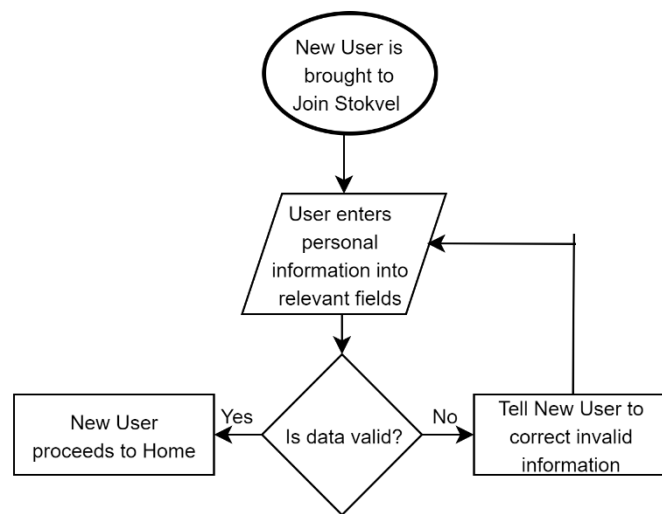 New User is
brought to
Join Stokvel
User enters
personal
information into
relevant fields
Is data valid?
Yes
No
New User
proceeds to Home
Tell New User to
correct invalid
information